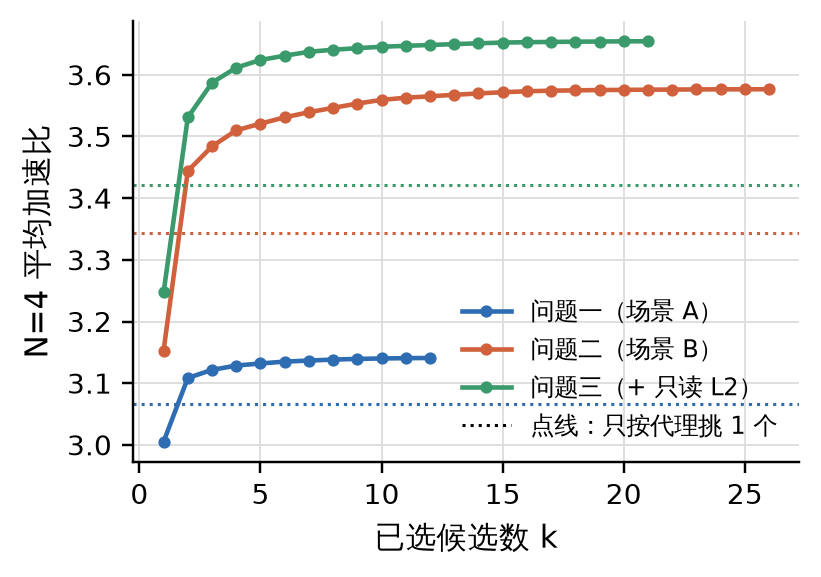 N=4 平均加速比
3.6
3.5
3.4
3.3
3.2
3.1
3.0
问题一（场景 A）
问题二（场景 B）
问题三（+ 只读 L2）
点线：只按代理挑 1 个
0 5 10 15 20 25
已选候选数 k